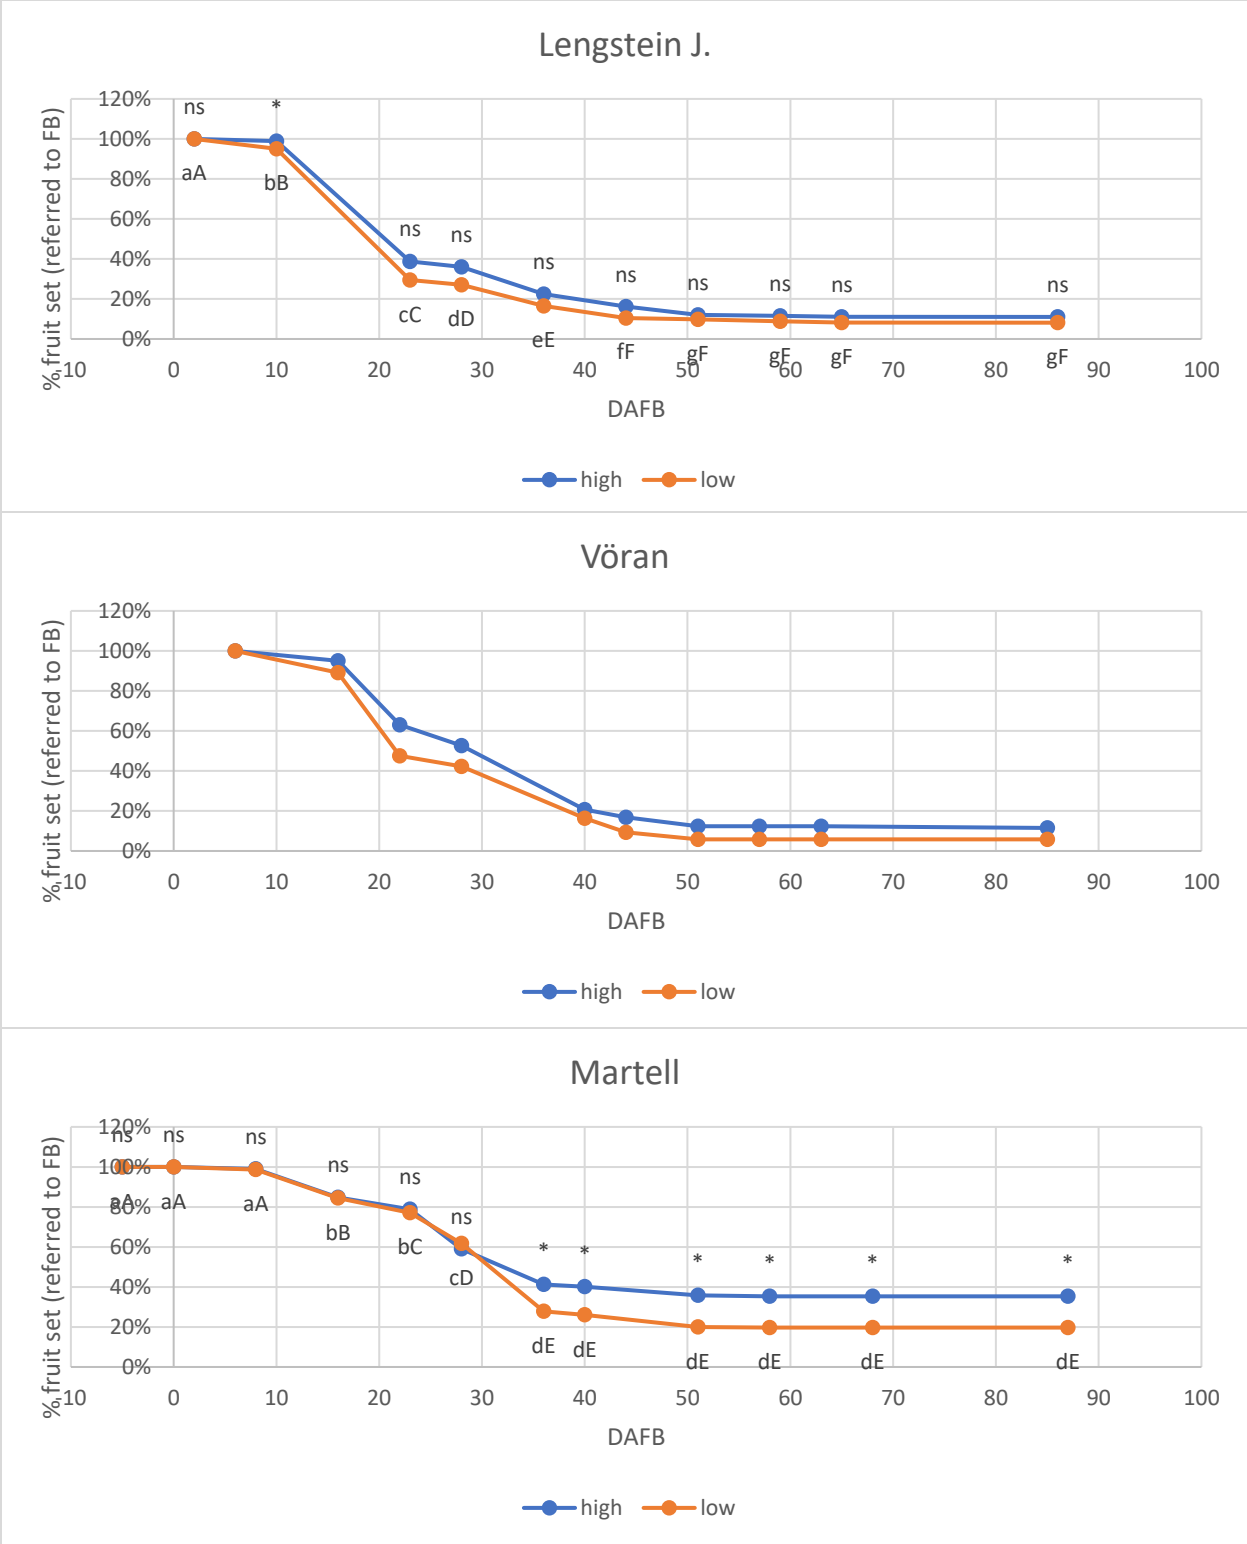 Lengstein J.
% fruit set (referred to FB)
120%
100%
80%
60%
40%
20%
0%
ns * ns ns ns ns ns ns ns ns
aA bB cC dD eE fF gF gF gF gF
-10 0 10 20 30 40 50 60 70 80 90 100
DAFB
high low
Vöran
% fruit set (referred to FB)
120%
100%
80%
60%
40%
20%
0%
-10 0 10 20 30 40 50 60 70 80 90 100
DAFB
high low
Martell
% fruit set (referred to FB)
120%
100%
80%
60%
40%
20%
0%
ns ns ns ns ns ns * * * * * *
aA aA aA bB bC cD dE dE dE dE dE dE
-10 0 10 20 30 40 50 60 70 80 90 100
DAFB
high low